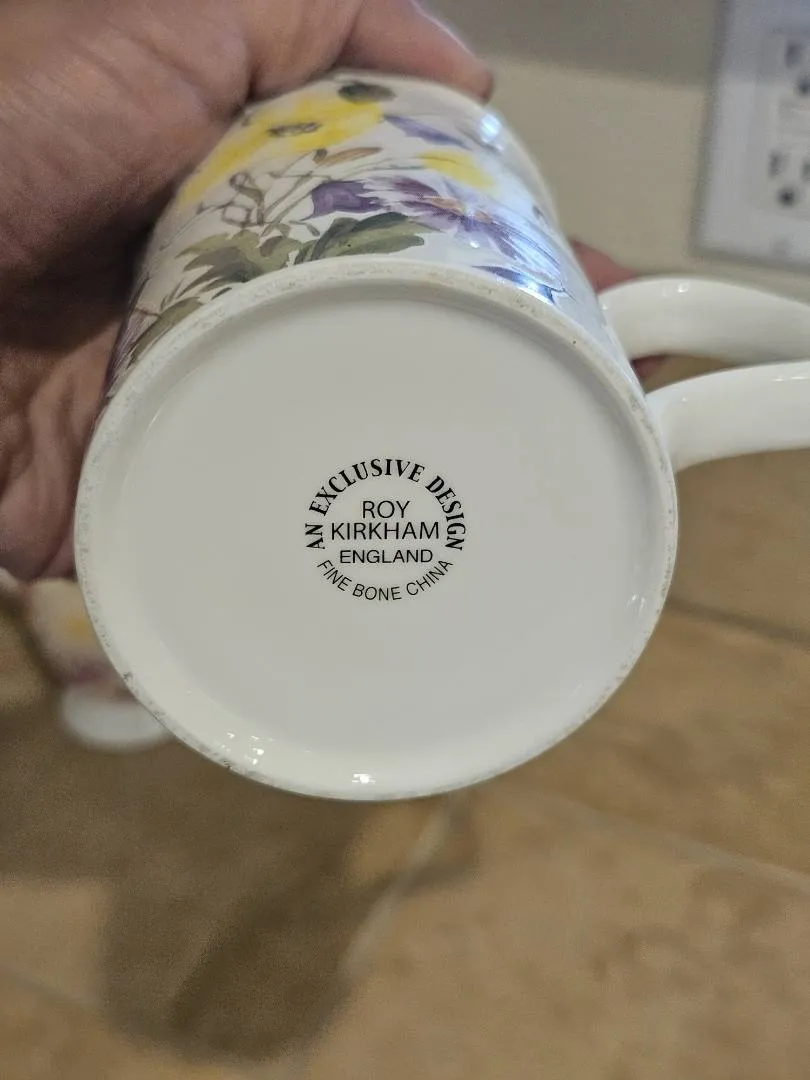 AN EXCLUSIVE DESIGN
ROY
KIRKHAM
ENGLAND
FINE BONE CHINA